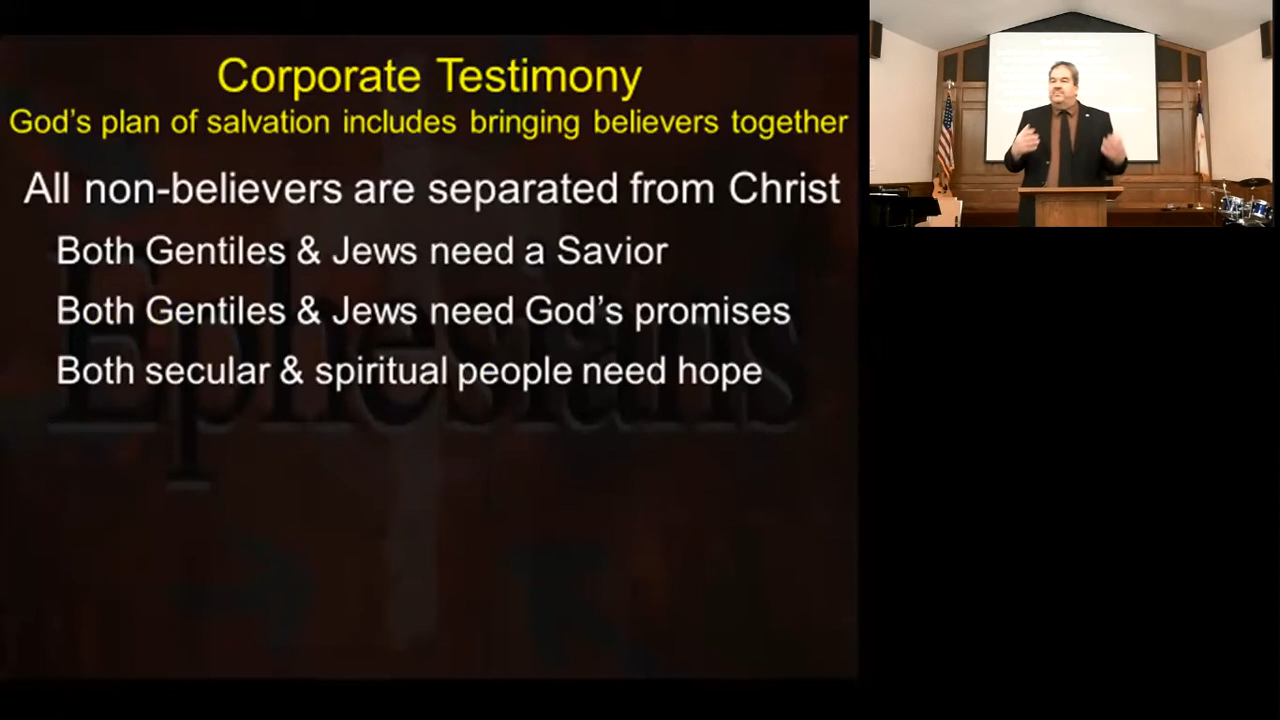 Corporate Testimony
God's plan of salvation includes bringing believers together
All non-believers are separated from Christ
Both Gentiles & Jews need a Savior
Both Gentiles & Jews need God's promises
Both secular & spiritual people need hope
Ephesians